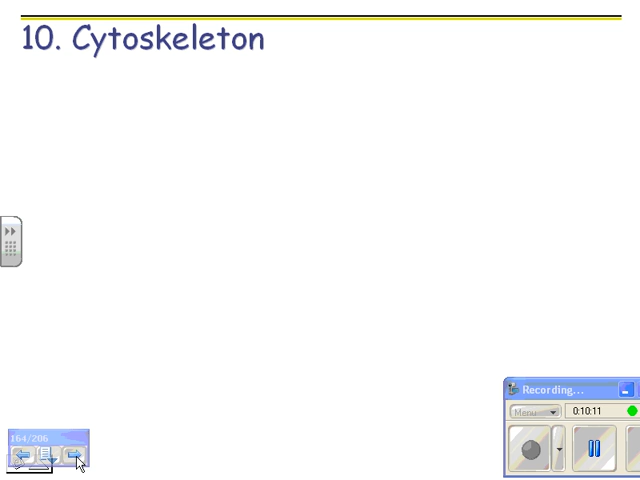 10. Cytoskeleton
Recording...
Menu
0:10:11
164/206